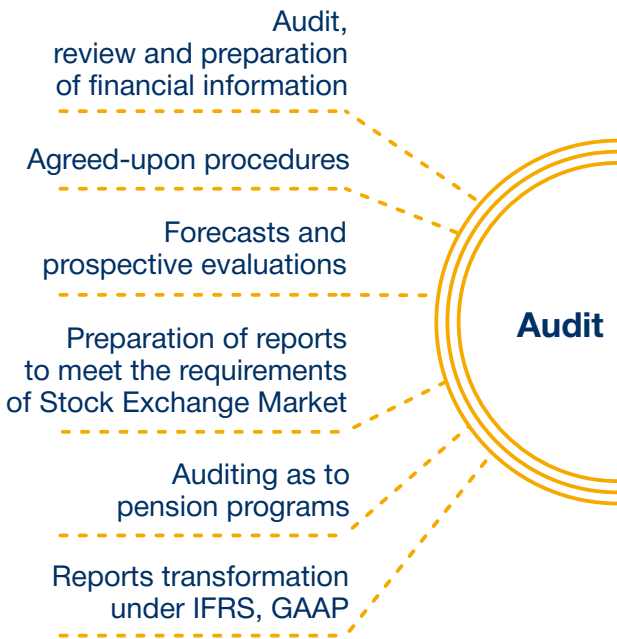 Audit,
review and preparation
of financial information
Agreed-upon procedures
Forecasts and
prospective evaluations
Audit
Preparation of reports
to meet the requirements
of Stock Exchange Market
Auditing as to
pension programs
Reports transformation
under IFRS, GAAP